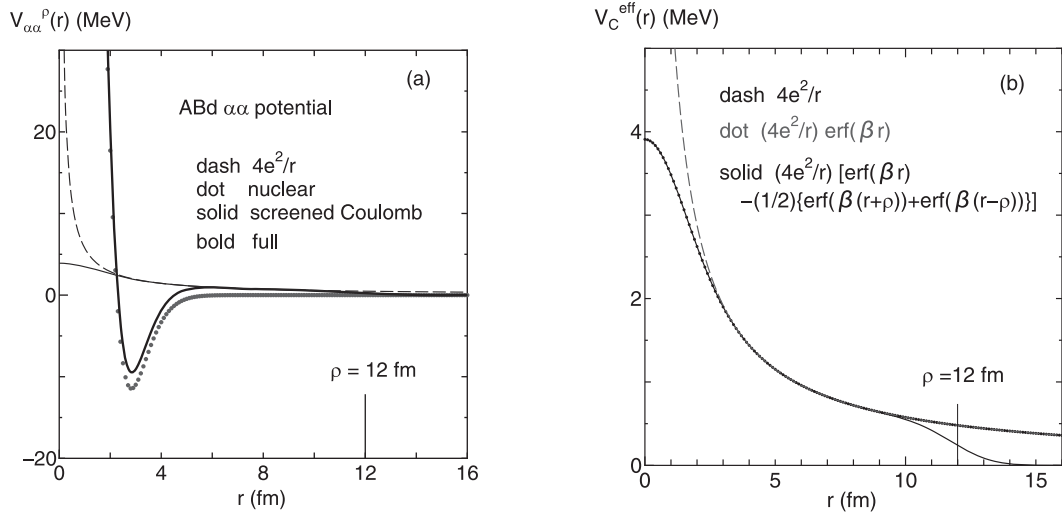 V_αα^ρ(r) (MeV)
(a)
ABd αα potential
dash 4e²/r
dot nuclear
solid screened Coulomb
bold full
ρ = 12 fm
20
0
−10
−20
0
4
8
12
16
r (fm)
V_C^eff(r) (MeV)
(b)
dash 4e²/r
dot (4e²/r) erf(βr)
solid (4e²/r) [erf(βr)
−(1/2){erf(β(r+ρ))+erf(β(r−ρ))}]
ρ =12 fm
4
2
0
0
5
10
15
r (fm)